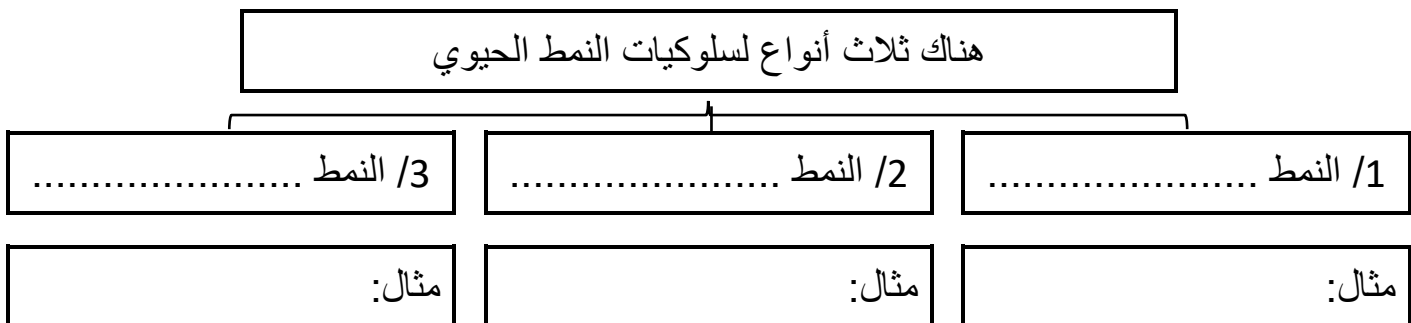 هناك ثلاث أنواع لسلوكيات النمط الحيوي
1/ النمط .......................
2/ النمط .......................
3/ النمط .......................
مثال:
مثال:
مثال: